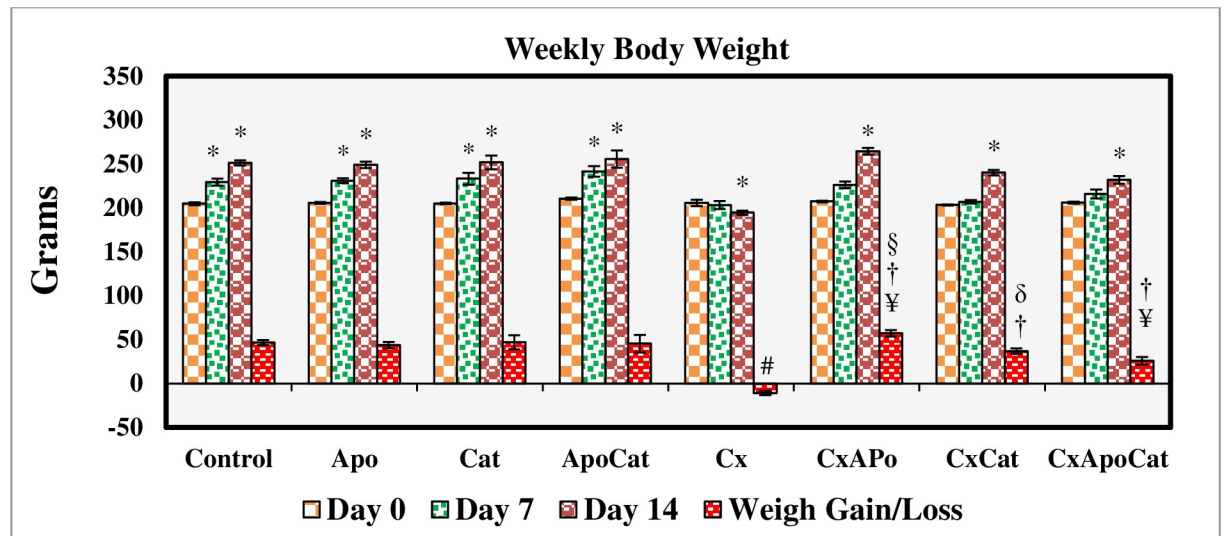 Weekly Body Weight
Grams
350
300
250
200
150
100
50
0
-50
* * * * * * * * * * * *
# § † ¥ δ † † ¥
Control Apo Cat ApoCat Cx CxAPo CxCat CxApoCat
Day 0 Day 7 Day 14 Weigh Gain/Loss